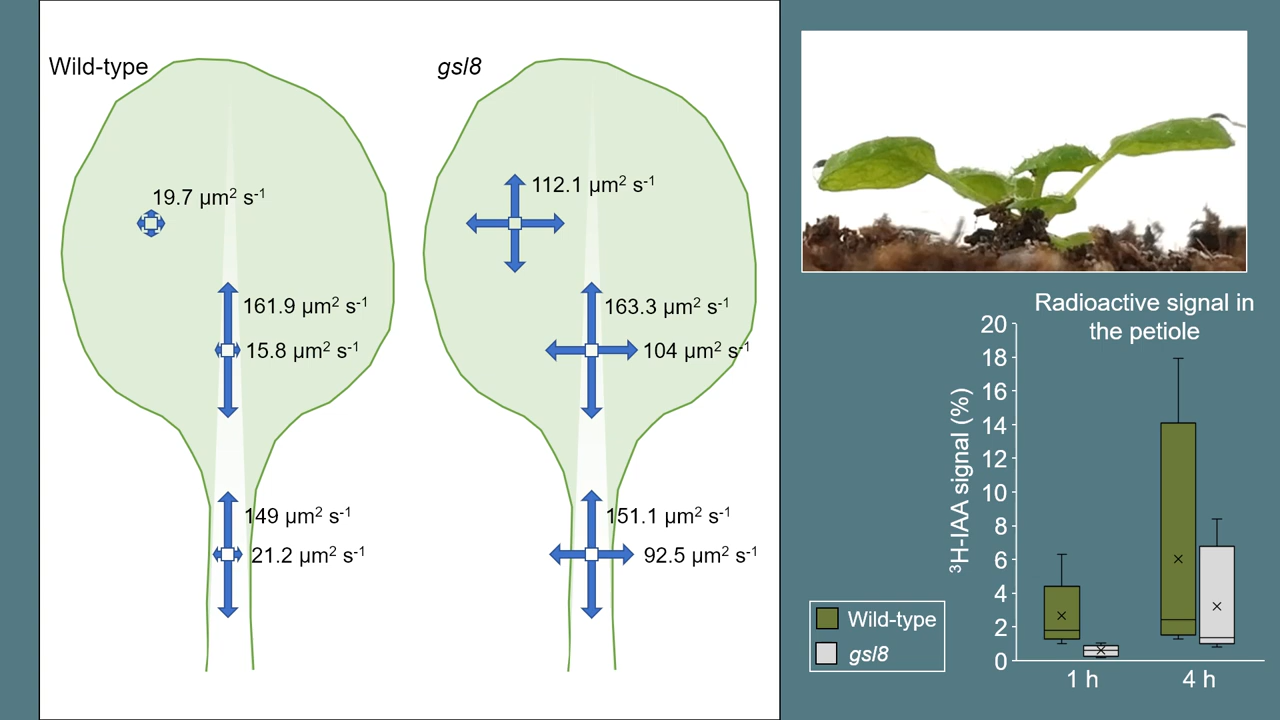 Wild-type
19.7 µm² s⁻¹
161.9 µm² s⁻¹
15.8 µm² s⁻¹
149 µm² s⁻¹
21.2 µm² s⁻¹
gsl8
112.1 µm² s⁻¹
163.3 µm² s⁻¹
104 µm² s⁻¹
151.1 µm² s⁻¹
92.5 µm² s⁻¹
Radioactive signal in
the petiole
³H-IAA signal (%)
20
18
16
14
12
10
8
6
4
2
0
1 h
4 h
Wild-type
gsl8